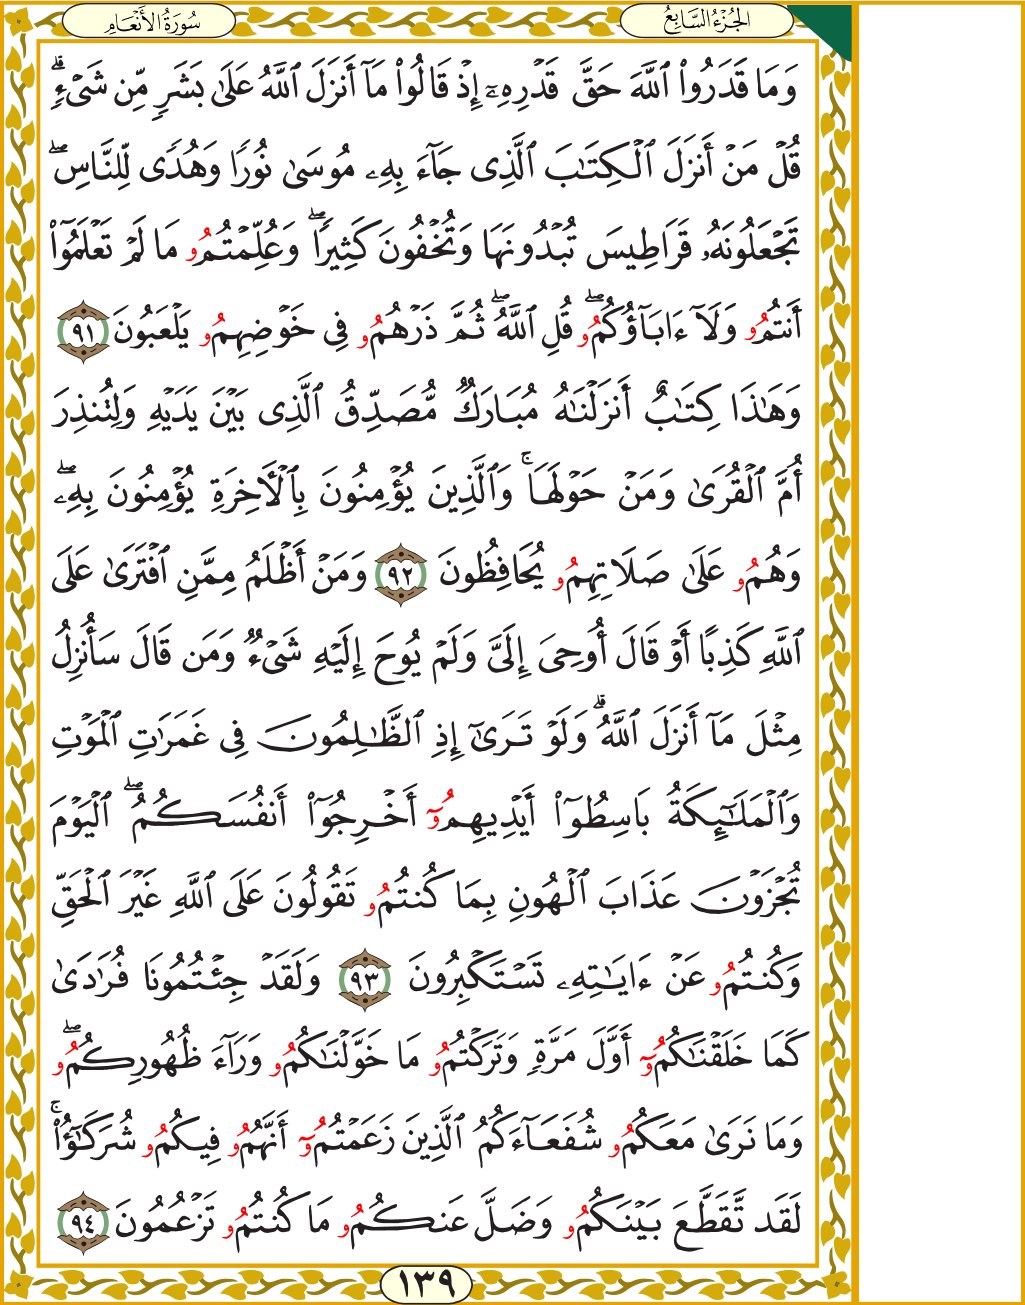 سُورَةُ الأَنْعَامِ
الجُزْءُ السَّابِعُ
وَمَا قَدَرُوا۟ ٱللَّهَ حَقَّ قَدْرِهِۦٓ إِذْ قَالُوا۟ مَآ أَنزَلَ ٱللَّهُ عَلَىٰ بَشَرٍ مِّن شَىْءٍ ۗ
قُلْ مَنْ أَنزَلَ ٱلْكِتَـٰبَ ٱلَّذِى جَآءَ بِهِۦ مُوسَىٰ نُورًا وَهُدًى لِّلنَّاسِ ۖ
تَجْعَلُونَهُۥ قَرَاطِيسَ تُبْدُونَهَا وَتُخْفُونَ كَثِيرًا ۖ وَعُلِّمْتُمُۥ مَا لَمْ تَعْلَمُوٓا۟
أَنتُمُۥ وَلَآ ءَابَآؤُكُمُۥ ۖ قُلِ ٱللَّهُ ۖ ثُمَّ ذَرْهُمُۥ فِى خَوْضِهِمُۥ يَلْعَبُونَ ٩١
وَهَـٰذَا كِتَـٰبٌ أَنزَلْنَـٰهُ مُبَارَكٌ مُّصَدِّقُ ٱلَّذِى بَيْنَ يَدَيْهِ وَلِتُنذِرَ
أُمَّ ٱلْقُرَىٰ وَمَنْ حَوْلَهَا ۚ وَٱلَّذِينَ يُؤْمِنُونَ بِٱلْـَٔاخِرَةِ يُؤْمِنُونَ بِهِۦ ۖ
وَهُمُۥ عَلَىٰ صَلَاتِهِمُۥ يُحَافِظُونَ ٩٢ وَمَنْ أَظْلَمُ مِمَّنِ ٱفْتَرَىٰ عَلَى
ٱللَّهِ كَذِبًا أَوْ قَالَ أُوحِىَ إِلَىَّ وَلَمْ يُوحَ إِلَيْهِ شَىْءٌ وَمَن قَالَ سَأُنزِلُ
مِثْلَ مَآ أَنزَلَ ٱللَّهُ ۗ وَلَوْ تَرَىٰٓ إِذِ ٱلظَّـٰلِمُونَ فِى غَمَرَٰتِ ٱلْمَوْتِ
وَٱلْمَلَـٰٓئِكَةُ بَاسِطُوٓا۟ أَيْدِيهِمُۥٓ أَخْرِجُوٓا۟ أَنفُسَكُمُ ۖ ٱلْيَوْمَ
تُجْزَوْنَ عَذَابَ ٱلْهُونِ بِمَا كُنتُمُۥ تَقُولُونَ عَلَى ٱللَّهِ غَيْرَ ٱلْحَقِّ
وَكُنتُمُۥ عَنْ ءَايَـٰتِهِۦ تَسْتَكْبِرُونَ ٩٣ وَلَقَدْ جِئْتُمُونَا فُرَٰدَىٰ
كَمَا خَلَقْنَـٰكُمُۥٓ أَوَّلَ مَرَّةٍ وَتَرَكْتُمُۥ مَا خَوَّلْنَـٰكُمُۥ وَرَآءَ ظُهُورِكُمُۥ ۖ
وَمَا نَرَىٰ مَعَكُمُۥ شُفَعَآءَكُمُ ٱلَّذِينَ زَعَمْتُمُۥٓ أَنَّهُمُۥ فِيكُمُۥ شُرَكَـٰٓؤُا۟ ۚ
لَقَد تَّقَطَّعَ بَيْنَكُمُۥ وَضَلَّ عَنكُمُۥ مَا كُنتُمُۥ تَزْعُمُونَ ٩٤
١٣٩